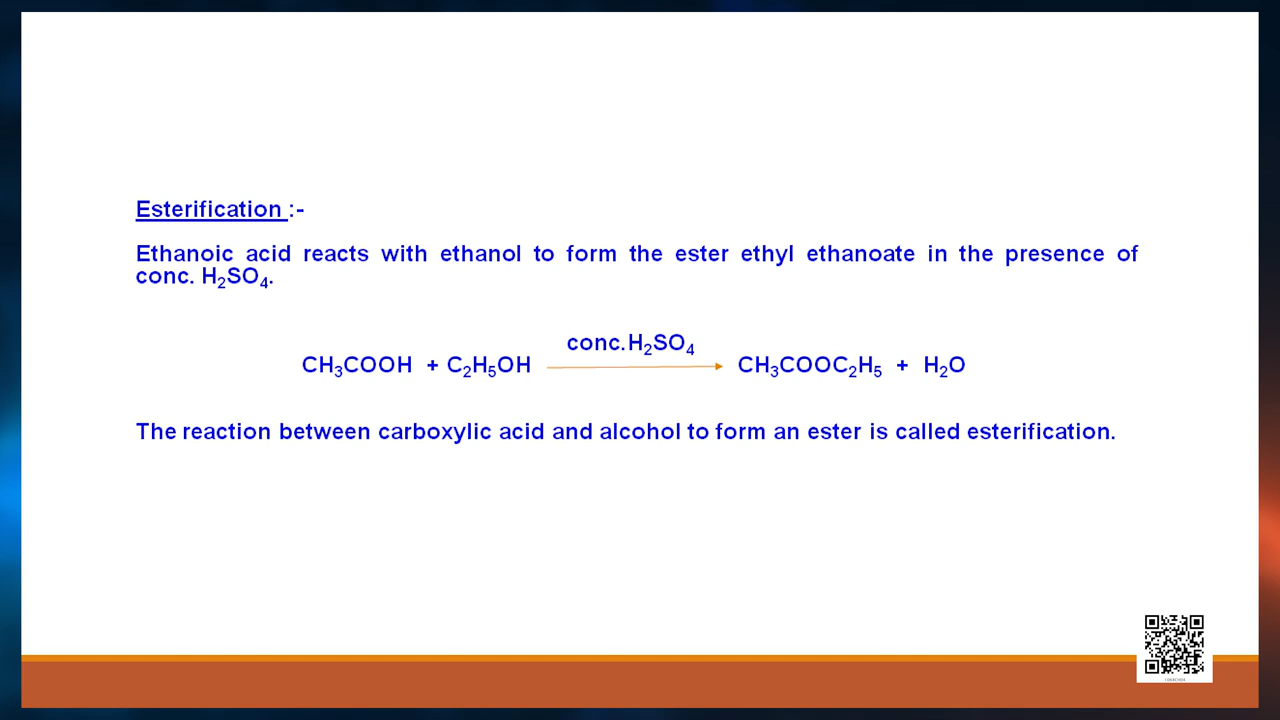 Esterification :-
Ethanoic acid reacts with ethanol to form the ester ethyl ethanoate in the presence of
conc. H₂SO₄.
conc.H₂SO₄
CH₃COOH + C₂H₅OH → CH₃COOC₂H₅ + H₂O
The reaction between carboxylic acid and alcohol to form an ester is called esterification.